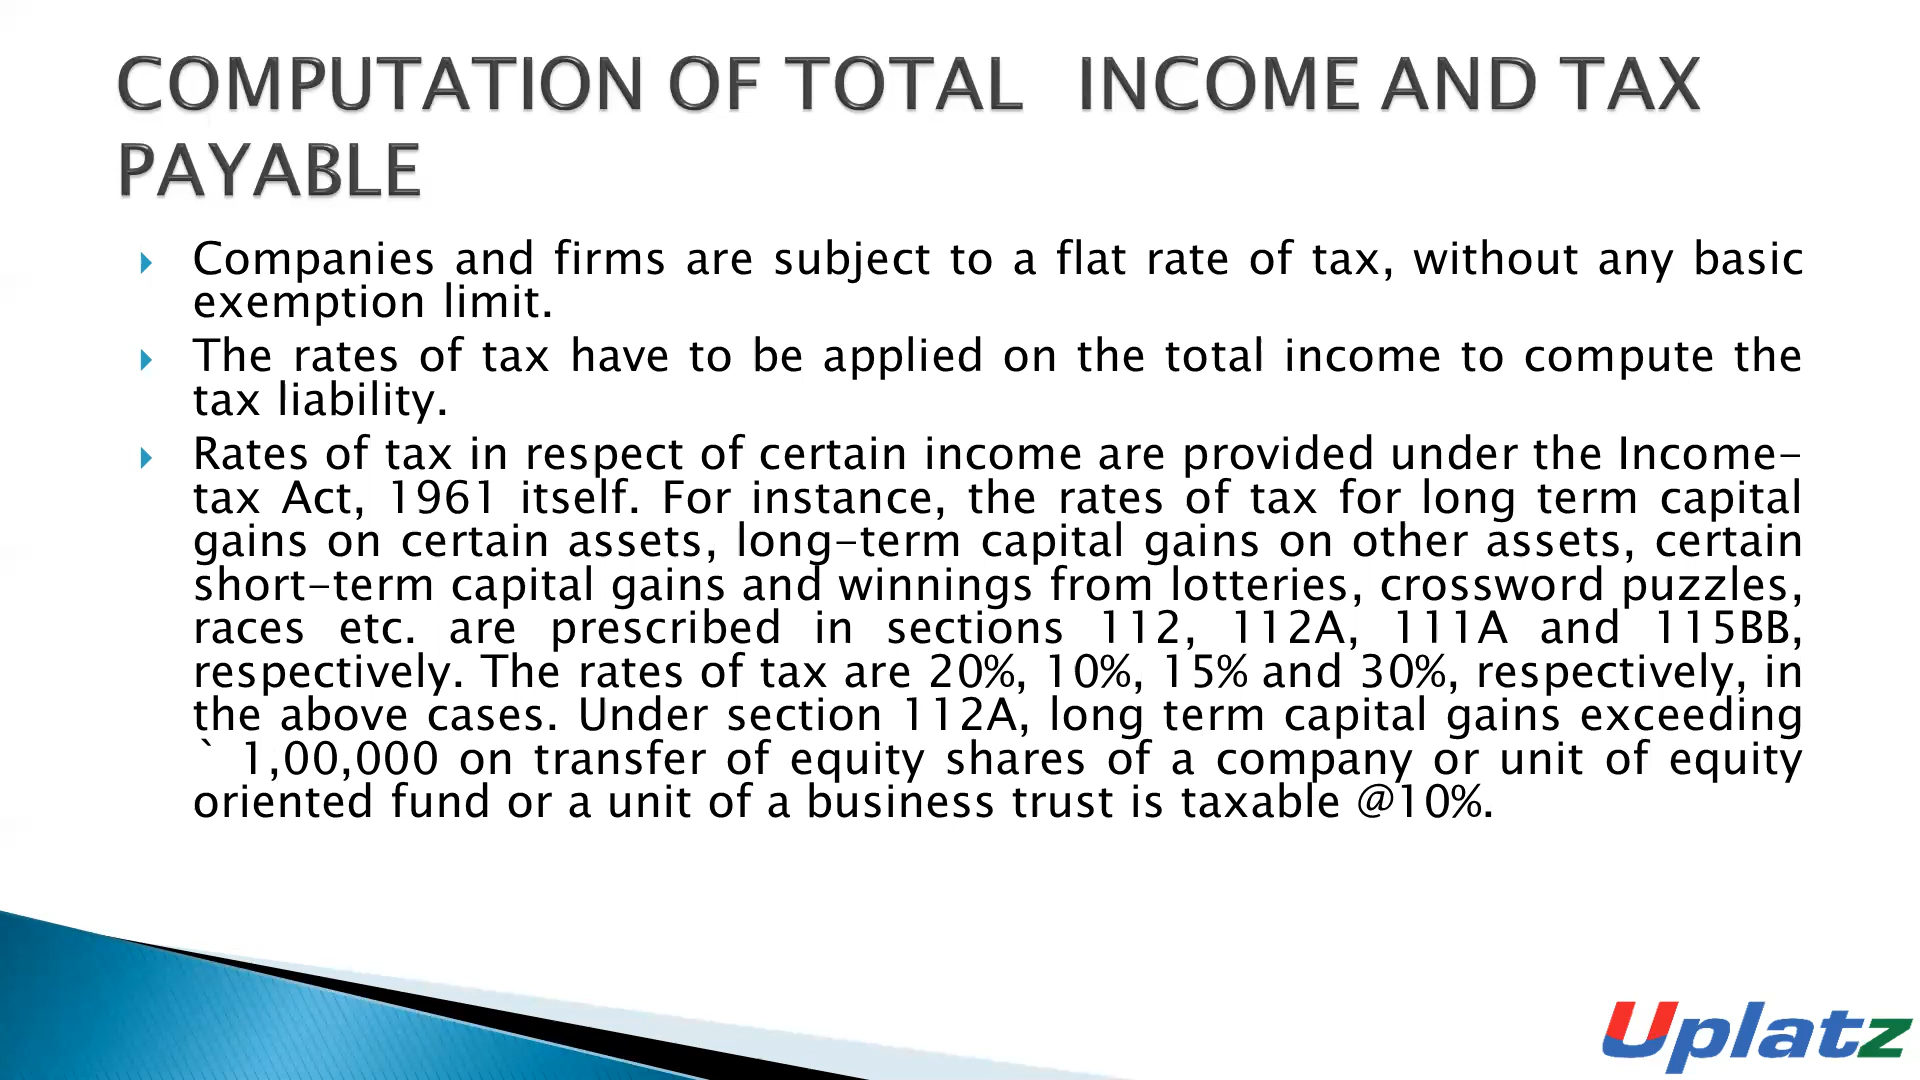 COMPUTATION OF TOTAL INCOME AND TAX
PAYABLE
Companies and firms are subject to a flat rate of tax, without any basic
exemption limit.
The rates of tax have to be applied on the total income to compute the
tax liability.
Rates of tax in respect of certain income are provided under the Income-
tax Act, 1961 itself. For instance, the rates of tax for long term capital
gains on certain assets, long-term capital gains on other assets, certain
short-term capital gains and winnings from lotteries, crossword puzzles,
races etc. are prescribed in sections 112, 112A, 111A and 115BB,
respectively. The rates of tax are 20%, 10%, 15% and 30%, respectively, in
the above cases. Under section 112A, long term capital gains exceeding
` 1,00,000 on transfer of equity shares of a company or unit of equity
oriented fund or a unit of a business trust is taxable @10%.
Uplatz